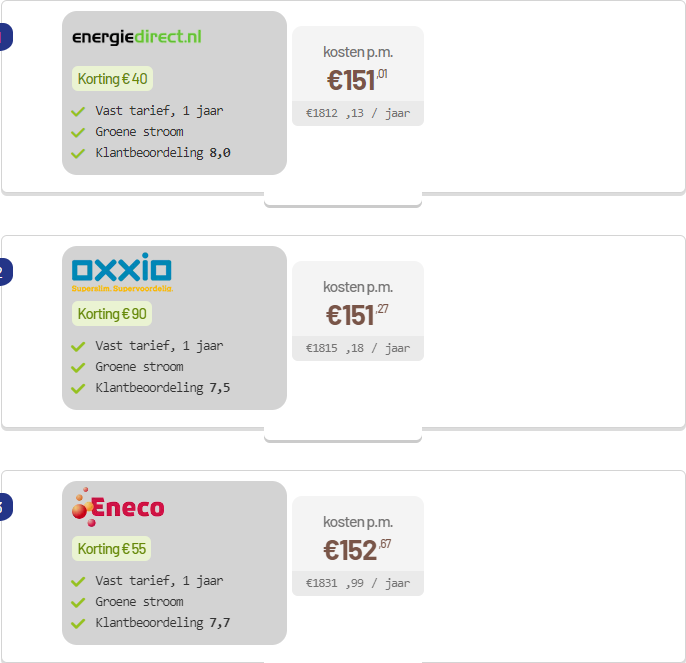 energiedirect.nl
kosten p.m.
Korting € 40
€151,01
Vast tarief, 1 jaar
€1812 ,13 / jaar
Groene stroom
Klantbeoordeling 8,0
2
oxxio
Superslim. Supervoordelig.
kosten p.m.
Korting € 90
€151,27
Vast tarief, 1 jaar
€1815 ,18 / jaar
Groene stroom
Klantbeoordeling 7,5
3
Eneco
kosten p.m.
Korting € 55
€152,67
Vast tarief, 1 jaar
€1831 ,99 / jaar
Groene stroom
Klantbeoordeling 7,7